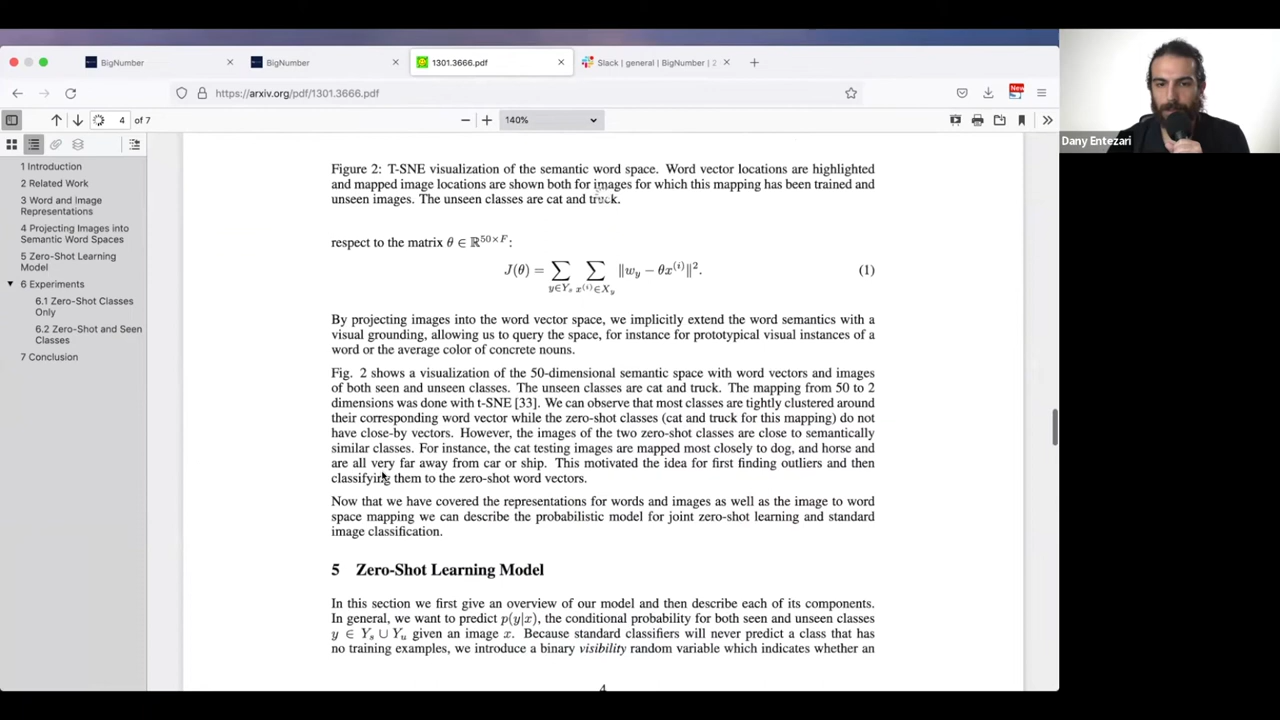 BigNumber
BigNumber
1301.3666.pdf
Slack | general | BigNumber | 2
https://arxiv.org/pdf/1301.3666.pdf
New
4 of 7
140%
Dany Entezari
1 Introduction
2 Related Work
3 Word and Image
Representations
4 Projecting Images into
Semantic Word Spaces
5 Zero-Shot Learning
Model
6 Experiments
6.1 Zero-Shot Classes
Only
6.2 Zero-Shot and Seen
Classes
7 Conclusion
Figure 2: T-SNE visualization of the semantic word space. Word vector locations are highlighted
and mapped image locations are shown both for images for which this mapping has been trained and
unseen images. The unseen classes are cat and truck.
respect to the matrix θ ∈ ℝ^{50×F}:
J(θ) = ∑_{y∈Y_s} ∑_{x^{(i)}∈X_y} ‖w_y − θx^{(i)}‖². (1)
By projecting images into the word vector space, we implicitly extend the word semantics with a
visual grounding, allowing us to query the space, for instance for prototypical visual instances of a
word or the average color of concrete nouns.
Fig. 2 shows a visualization of the 50-dimensional semantic space with word vectors and images
of both seen and unseen classes. The unseen classes are cat and truck. The mapping from 50 to 2
dimensions was done with t-SNE [33]. We can observe that most classes are tightly clustered around
their corresponding word vector while the zero-shot classes (cat and truck for this mapping) do not
have close-by vectors. However, the images of the two zero-shot classes are close to semantically
similar classes. For instance, the cat testing images are mapped most closely to dog, and horse and
are all very far away from car or ship. This motivated the idea for first finding outliers and then
classifying them to the zero-shot word vectors.
Now that we have covered the representations for words and images as well as the image to word
space mapping we can describe the probabilistic model for joint zero-shot learning and standard
image classification.
5 Zero-Shot Learning Model
In this section we first give an overview of our model and then describe each of its components.
In general, we want to predict p(y|x), the conditional probability for both seen and unseen classes
y ∈ Y_s ∪ Y_u given an image x. Because standard classifiers will never predict a class that has
no training examples, we introduce a binary visibility random variable which indicates whether an
4